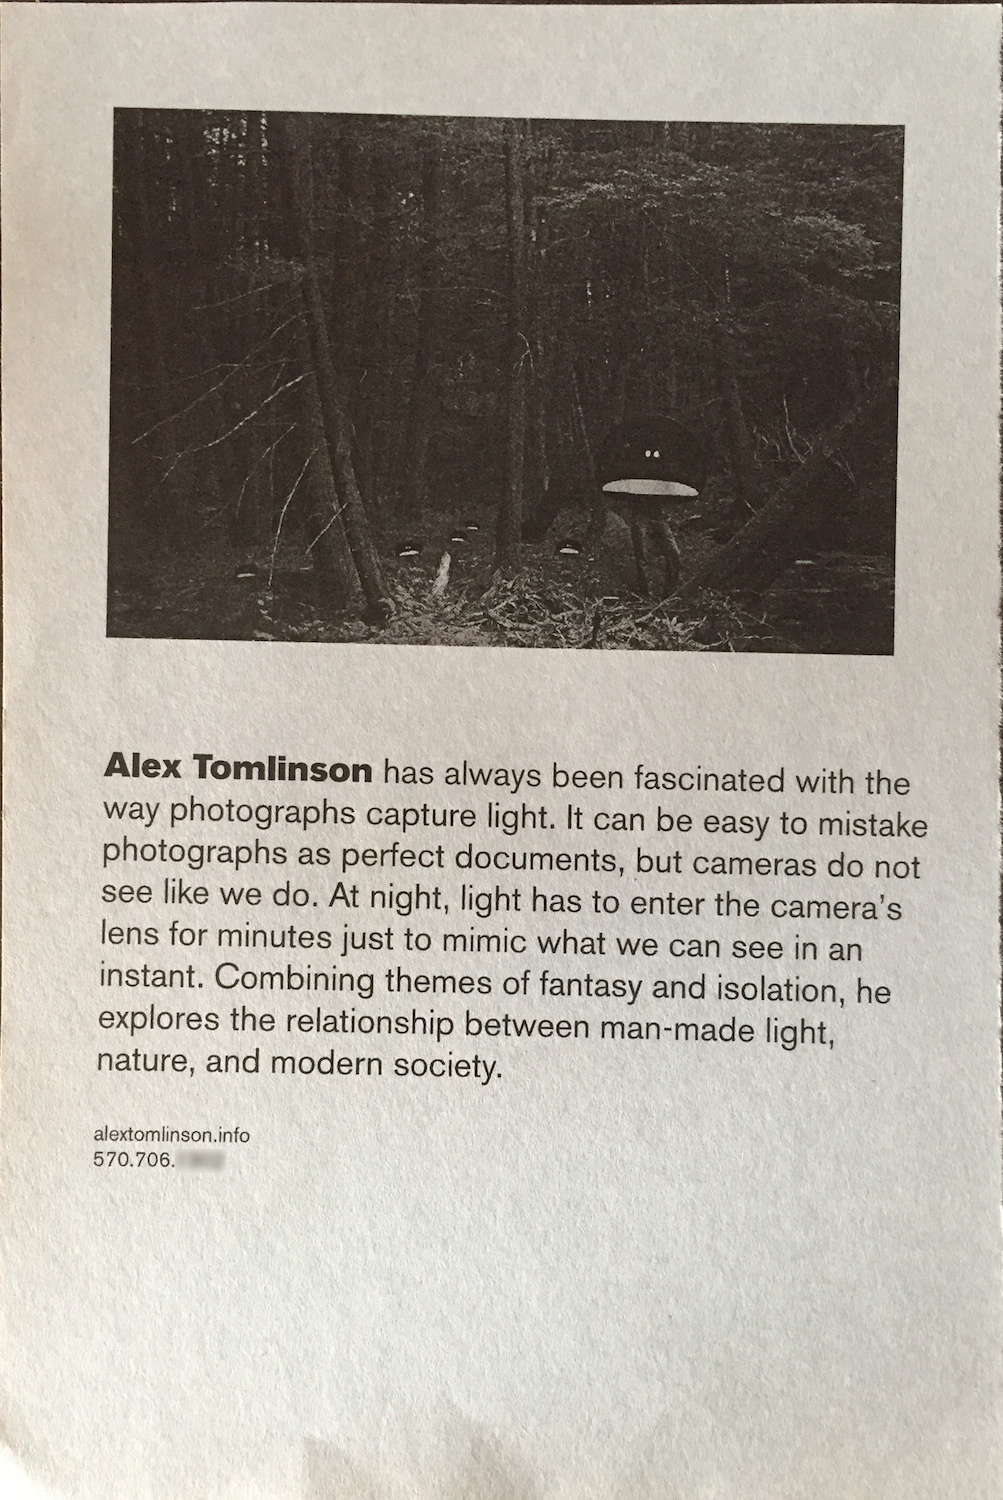 Alex Tomlinson has always been fascinated with the
way photographs capture light. It can be easy to mistake
photographs as perfect documents, but cameras do not
see like we do. At night, light has to enter the camera's
lens for minutes just to mimic what we can see in an
instant. Combining themes of fantasy and isolation, he
explores the relationship between man-made light,
nature, and modern society.
alextomlinson.info
570.706.